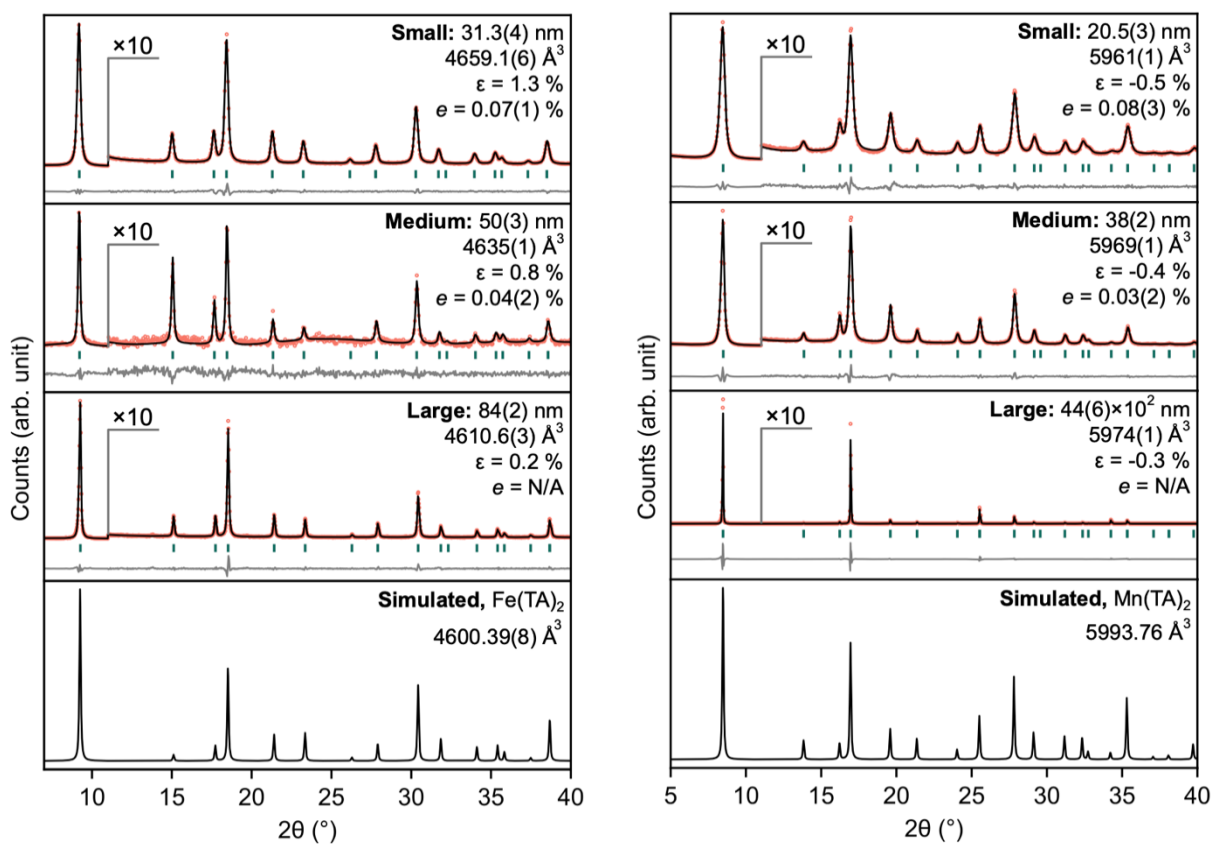 Counts (arb. unit)
×10
Small: 31.3(4) nm
4659.1(6) Å³
ε = 1.3 %
e = 0.07(1) %
×10
Medium: 50(3) nm
4635(1) Å³
ε = 0.8 %
e = 0.04(2) %
×10
Large: 84(2) nm
4610.6(3) Å³
ε = 0.2 %
e = N/A
Simulated, Fe(TA)₂
4600.39(8) Å³
10 15 20 25 30 35 40
2θ (°)
Counts (arb. unit)
×10
Small: 20.5(3) nm
5961(1) Å³
ε = -0.5 %
e = 0.08(3) %
×10
Medium: 38(2) nm
5969(1) Å³
ε = -0.4 %
e = 0.03(2) %
×10
Large: 44(6)×10² nm
5974(1) Å³
ε = -0.3 %
e = N/A
Simulated, Mn(TA)₂
5993.76 Å³
5 10 15 20 25 30 35 40
2θ (°)